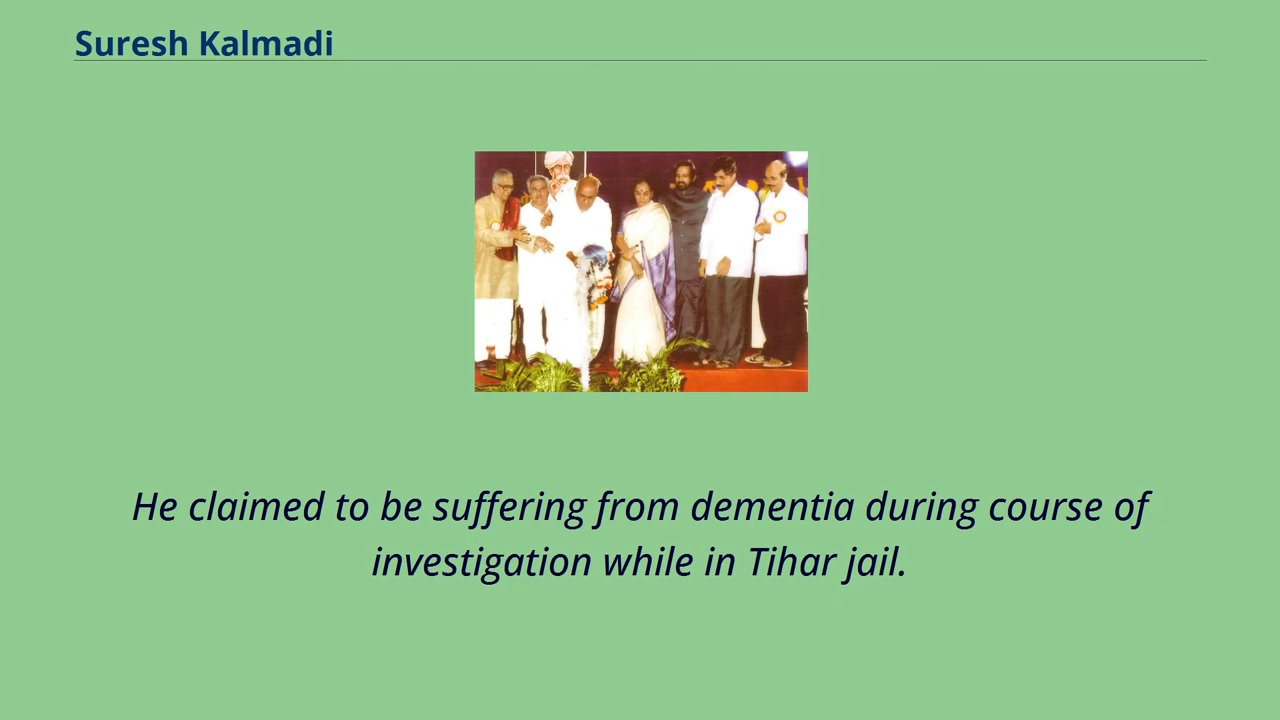 Suresh Kalmadi
He claimed to be suffering from dementia during course of
investigation while in Tihar jail.